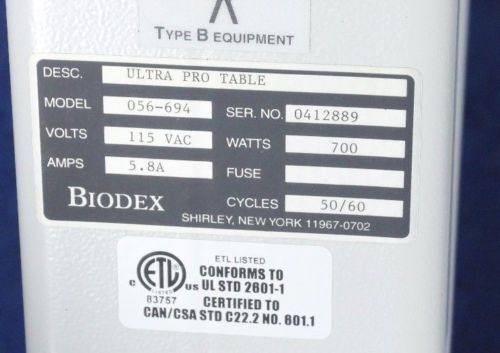 TYPE B EQUIPMENT
DESC. ULTRA PRO TABLE
MODEL 056-694 SER. NO. 0412889
VOLTS 115 VAC WATTS 700
AMPS 5.8A FUSE
BIODEX CYCLES 50/60
SHIRLEY, NEW YORK 11967-0702
ETL LISTED
CONFORMS TO
C ETL US UL STD 2601-1
LISTED
83757 CERTIFIED TO
CAN/CSA STD C22.2 NO. 601.1